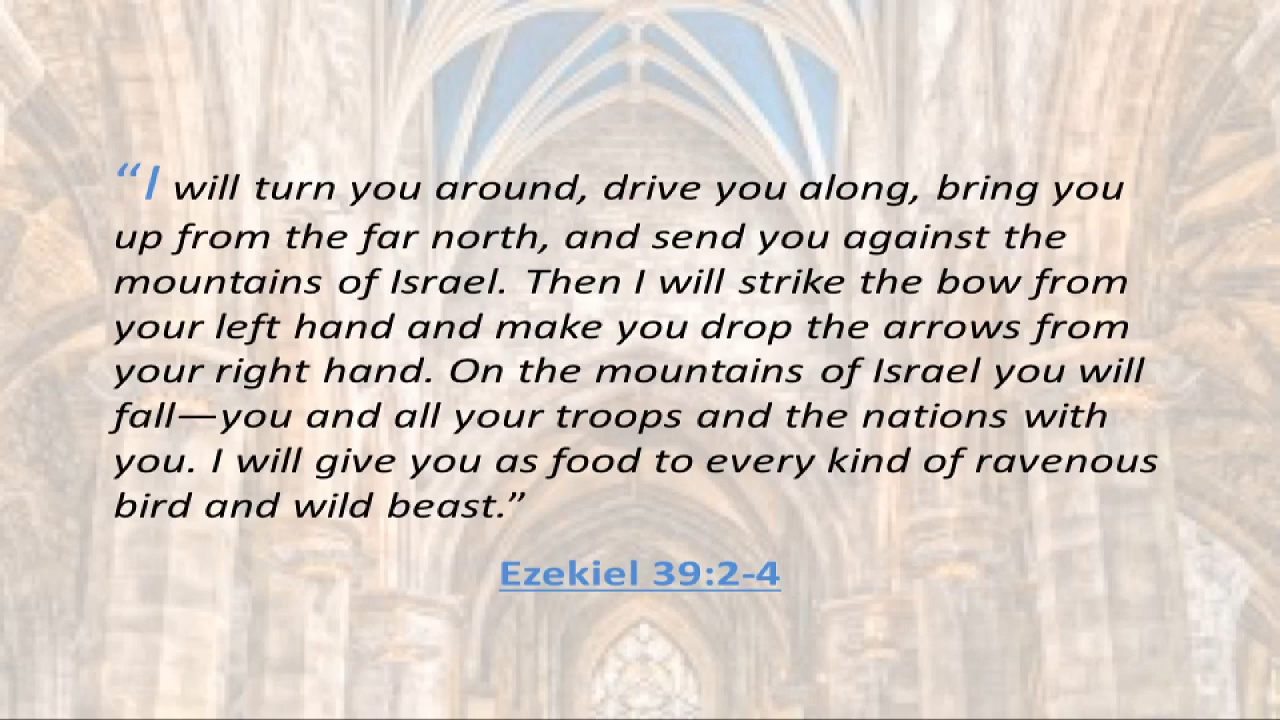 “I will turn you around, drive you along, bring you
up from the far north, and send you against the
mountains of Israel. Then I will strike the bow from
your left hand and make you drop the arrows from
your right hand. On the mountains of Israel you will
fall—you and all your troops and the nations with
you. I will give you as food to every kind of ravenous
bird and wild beast.”
Ezekiel 39:2-4